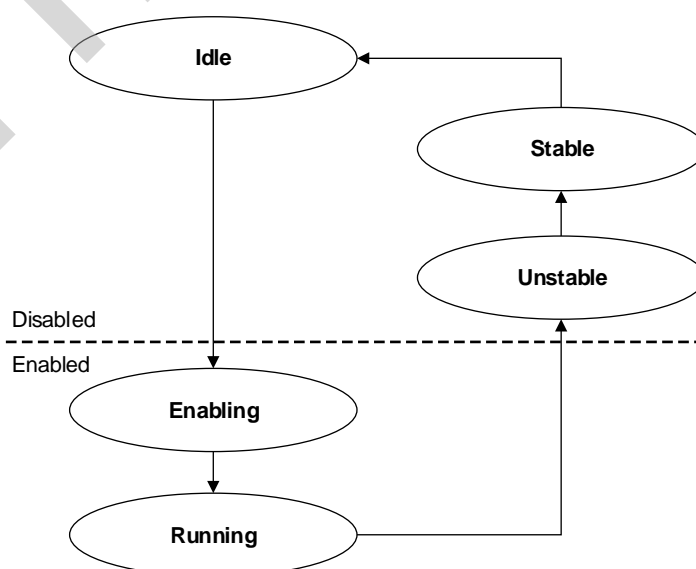 Idle
Stable
Unstable
Disabled
Enabled
Enabling
Running